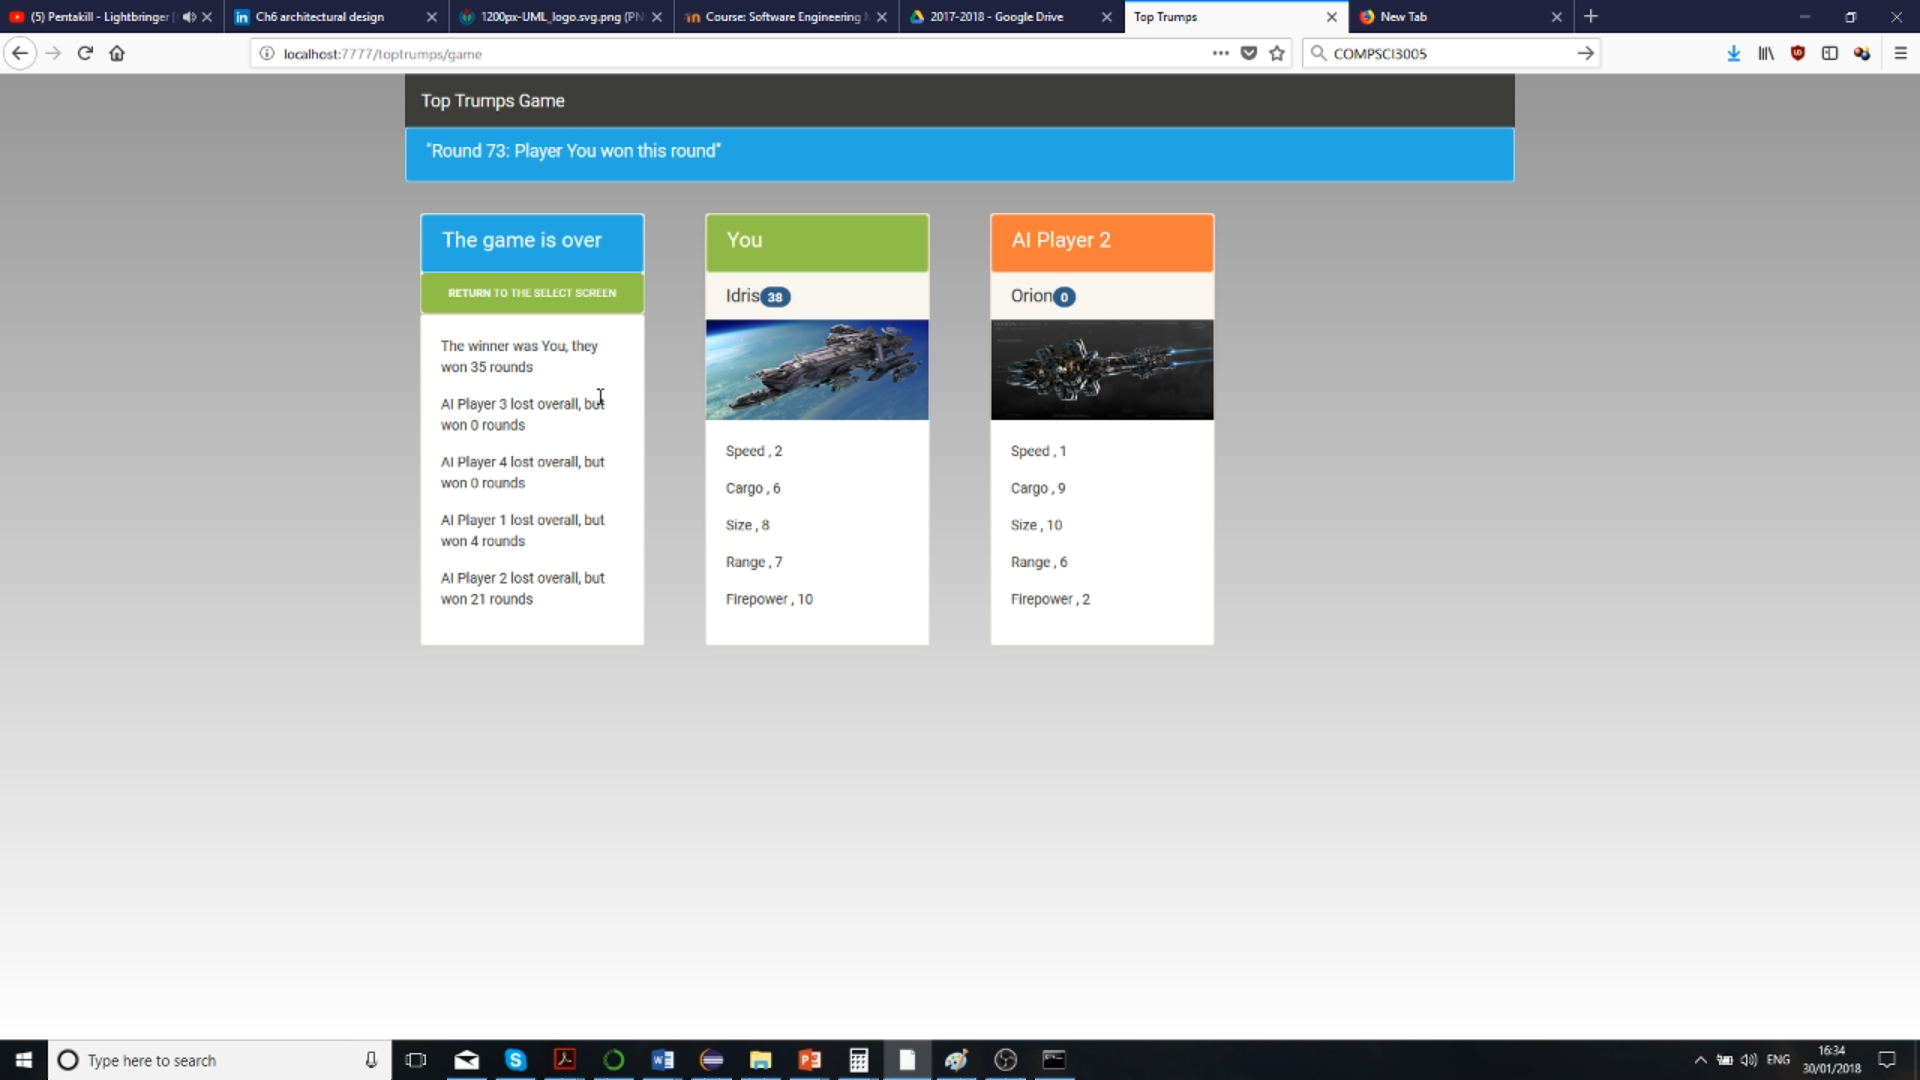 (5) Pentakill - Lightbringer
Ch6 architectural design
1200px-UML_logo.svg.png (PN
Course: Software Engineering
2017-2018 - Google Drive
Top Trumps
New Tab
localhost:7777/toptrumps/game
COMPSCI3005
Top Trumps Game
"Round 73: Player You won this round"
The game is over
RETURN TO THE SELECT SCREEN
The winner was You, they
won 35 rounds
AI Player 3 lost overall, but
won 0 rounds
AI Player 4 lost overall, but
won 0 rounds
AI Player 1 lost overall, but
won 4 rounds
AI Player 2 lost overall, but
won 21 rounds
You
Idris 38
Speed , 2
Cargo , 6
Size , 8
Range , 7
Firepower , 10
AI Player 2
Orion 0
Speed , 1
Cargo , 9
Size , 10
Range , 6
Firepower , 2
Type here to search
ENG
16:34
30/01/2018